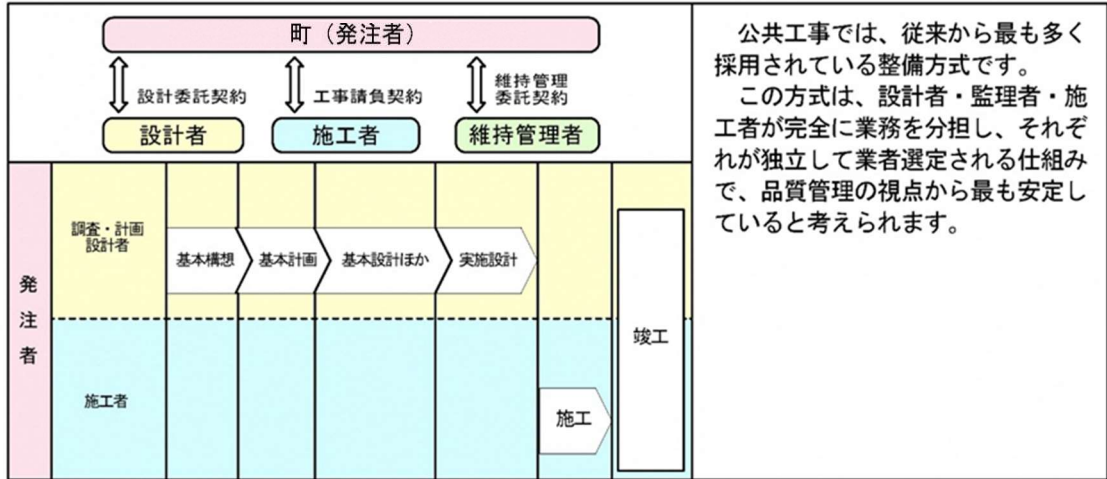 町（発注者）
設計委託契約
工事請負契約
維持管理
委託契約
設計者
施工者
維持管理者
発注者
調査・計画
設計者
基本構想
基本計画
基本設計ほか
実施設計
竣工
施工者
施工
公共工事では、従来から最も多く
採用されている整備方式です。
この方式は、設計者・監理者・施
工者が完全に業務を分担し、それぞ
れが独立して業者選定される仕組み
で、品質管理の視点から最も安定し
ていると考えられます。